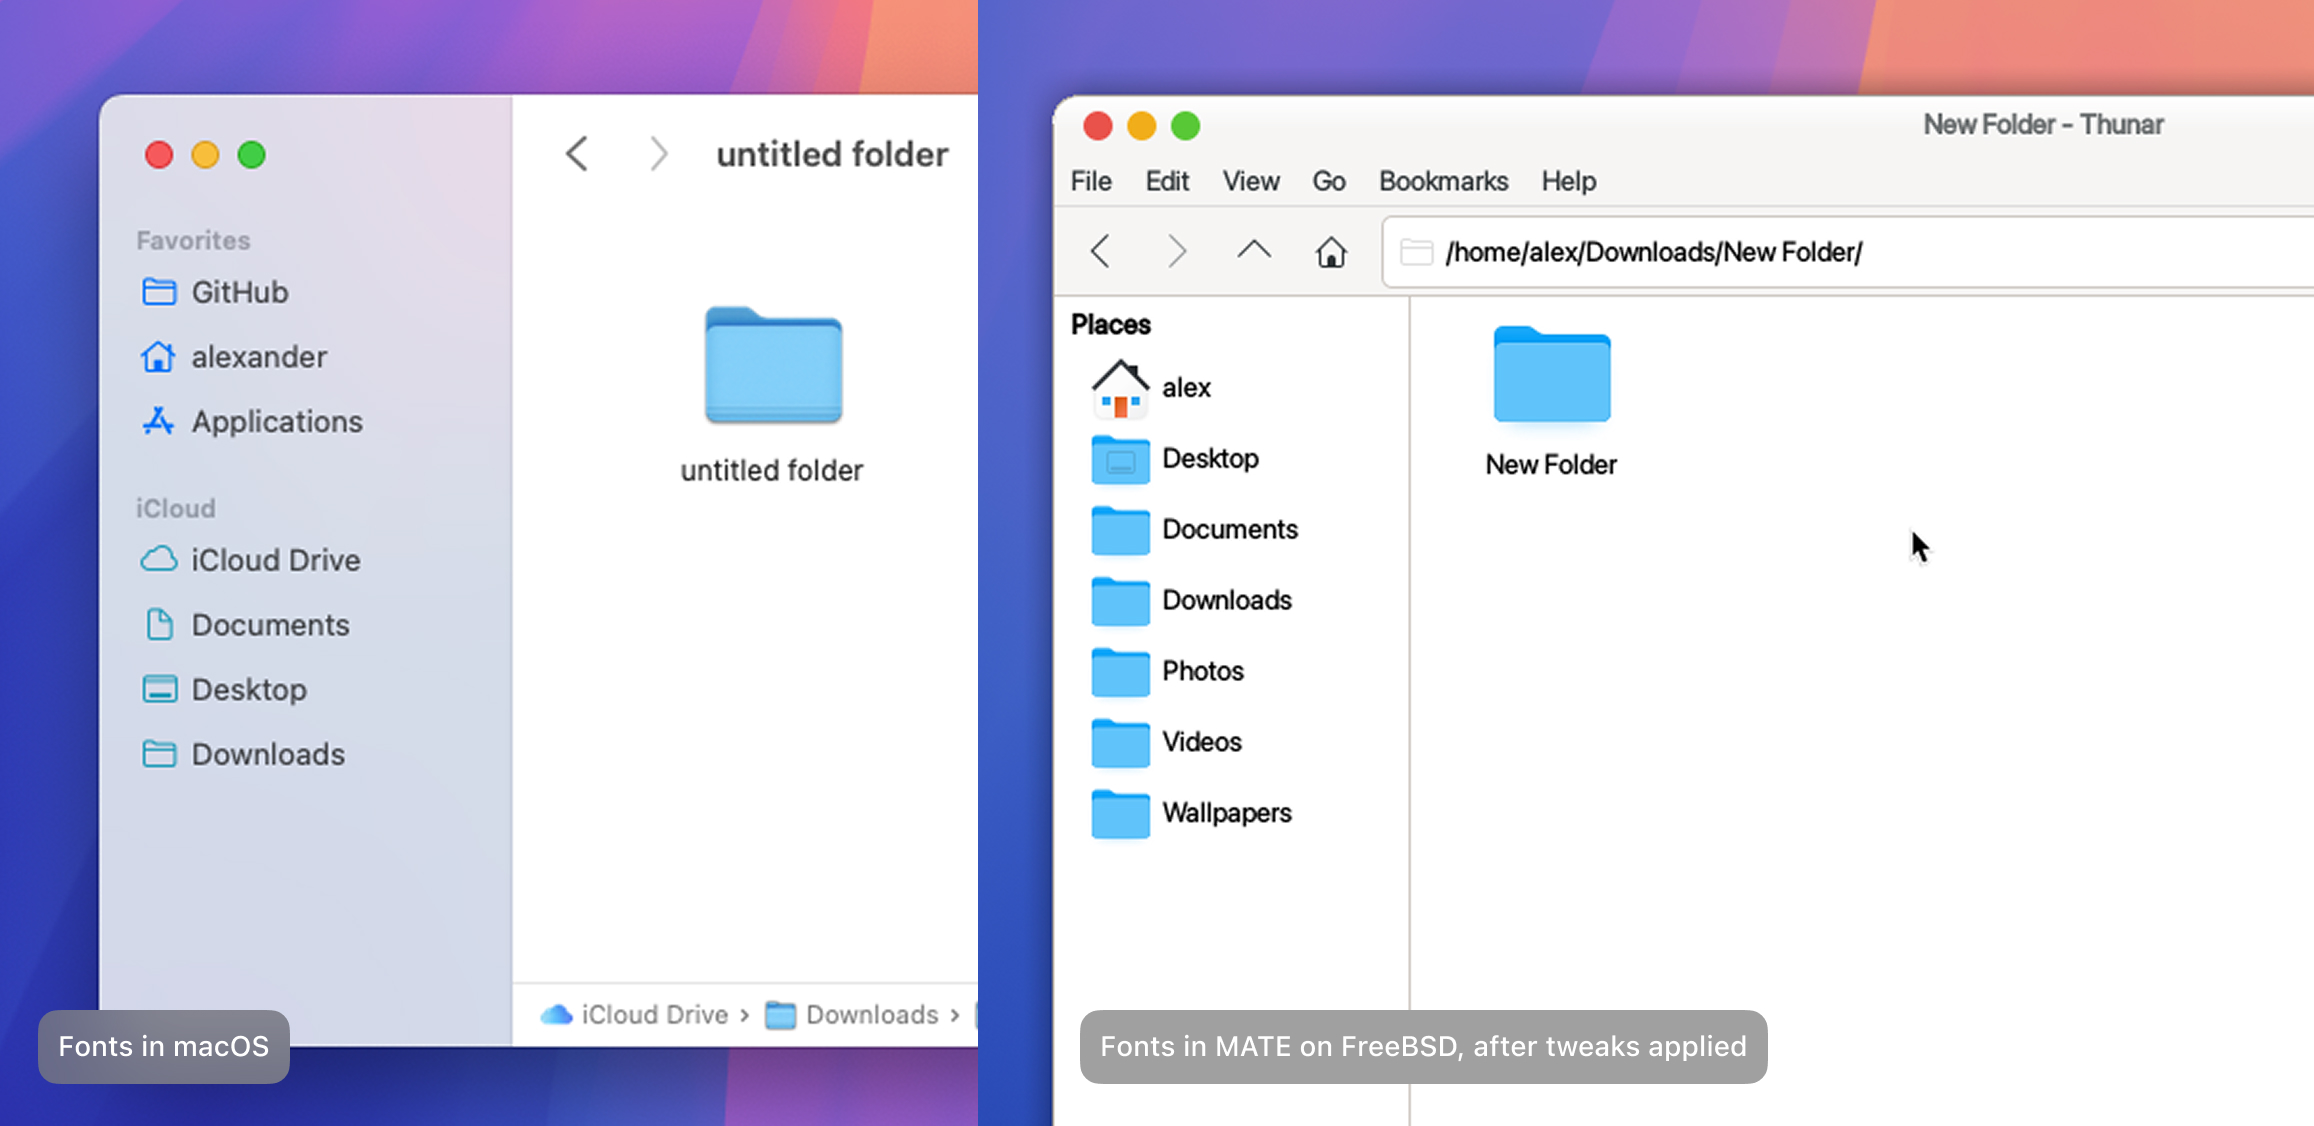 untitled folder
Favorites
GitHub
alexander
Applications
iCloud
iCloud Drive
Documents
Desktop
Downloads
untitled folder
iCloud Drive › Downloads ›
Fonts in macOS
New Folder - Thunar
File Edit View Go Bookmarks Help
/home/alex/Downloads/New Folder/
Places
alex
Desktop
Documents
Downloads
Photos
Videos
Wallpapers
New Folder
Fonts in MATE on FreeBSD, after tweaks applied